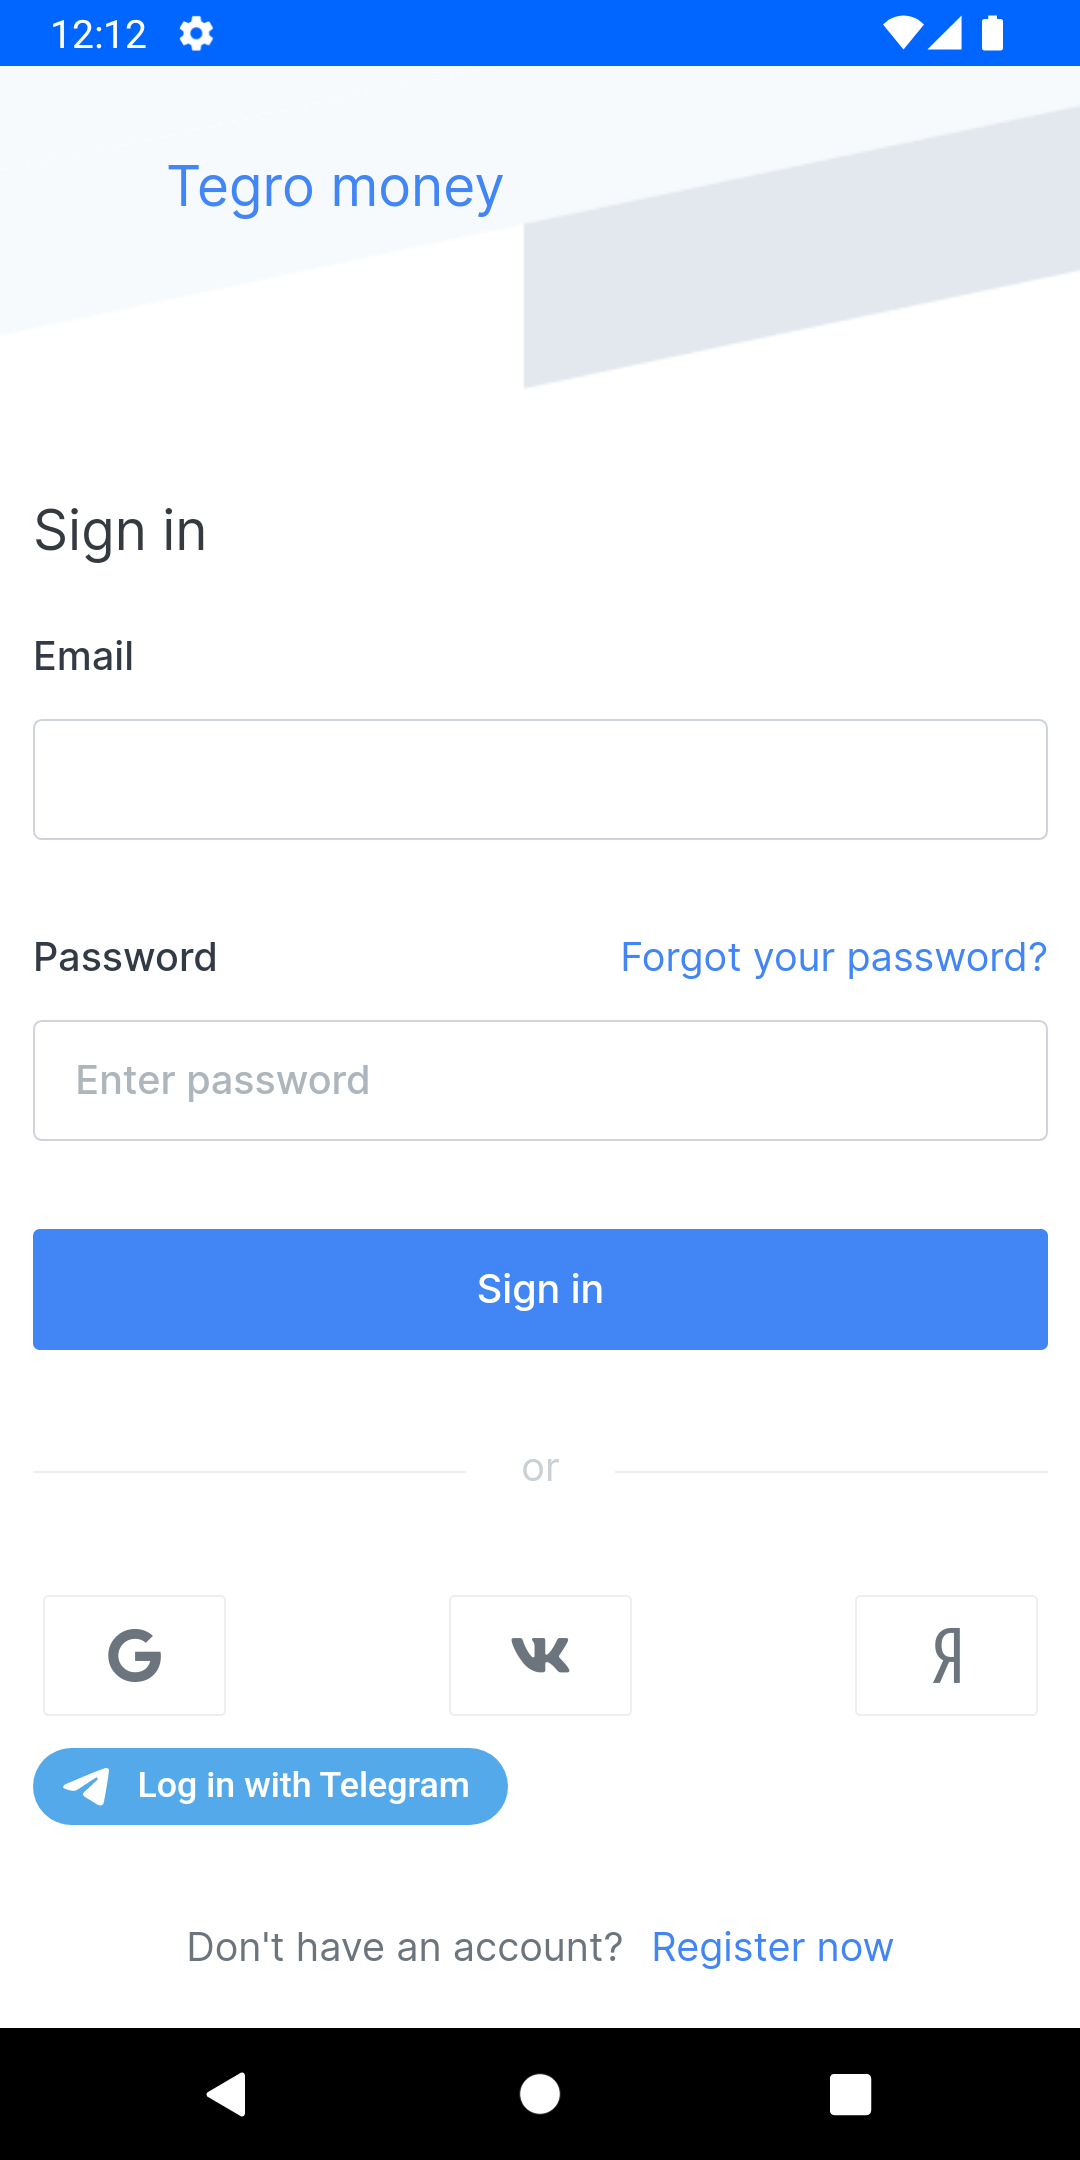 12:12
Tegro money
Sign in
Email
Password Forgot your password?
Enter password
Sign in
or
G VK Я
Log in with Telegram
Don't have an account? Register now